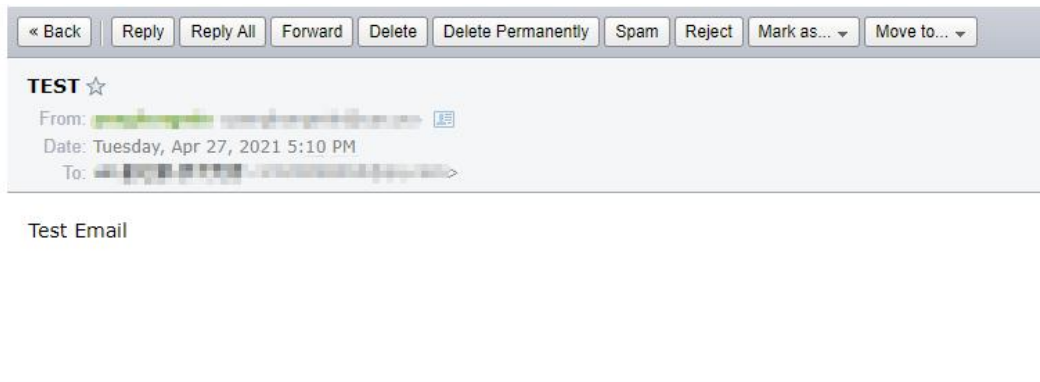 « Back Reply Reply All Forward Delete Delete Permanently Spam Reject Mark as... Move to...
TEST
From:
Date: Tuesday, Apr 27, 2021 5:10 PM
To: >
Test Email